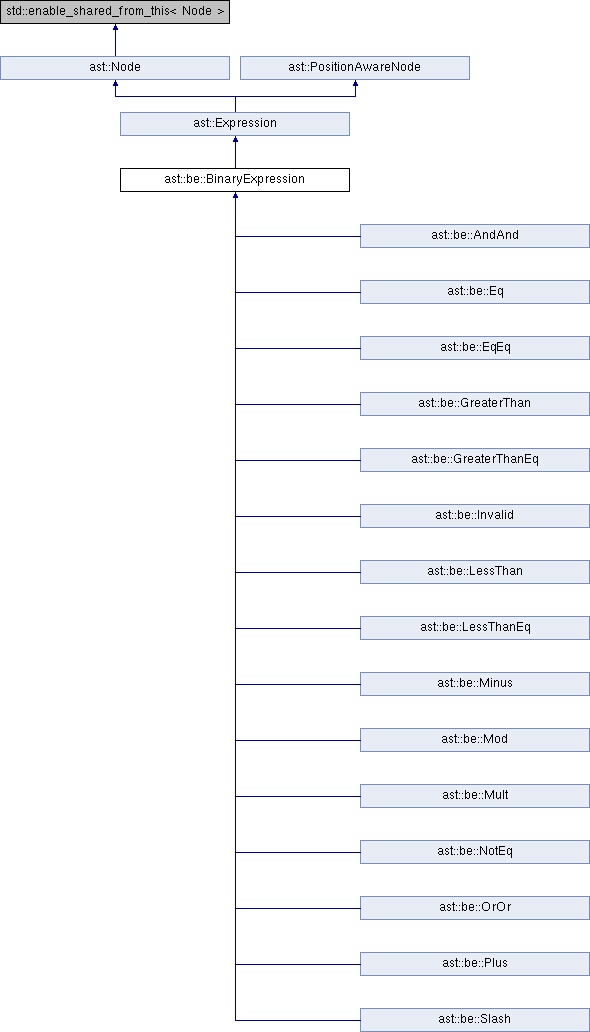 std::enable_shared_from_this< Node >
ast::Node
ast::PositionAwareNode
ast::Expression
ast::be::BinaryExpression
ast::be::AndAnd
ast::be::Eq
ast::be::EqEq
ast::be::GreaterThan
ast::be::GreaterThanEq
ast::be::Invalid
ast::be::LessThan
ast::be::LessThanEq
ast::be::Minus
ast::be::Mod
ast::be::Mult
ast::be::NotEq
ast::be::OrOr
ast::be::Plus
ast::be::Slash